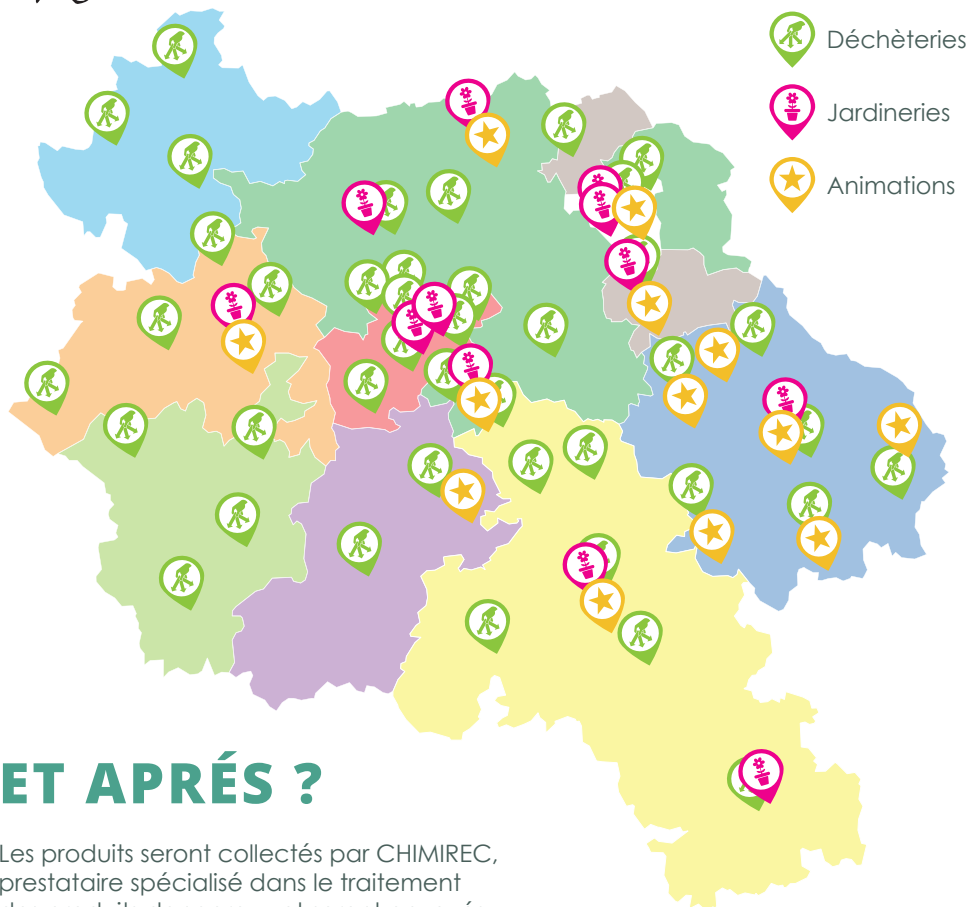 Déchèteries
Jardineries
Animations
ET APRÉS ?
Les produits seront collectés par CHIMIREC,
prestataire spécialisé dans le traitement